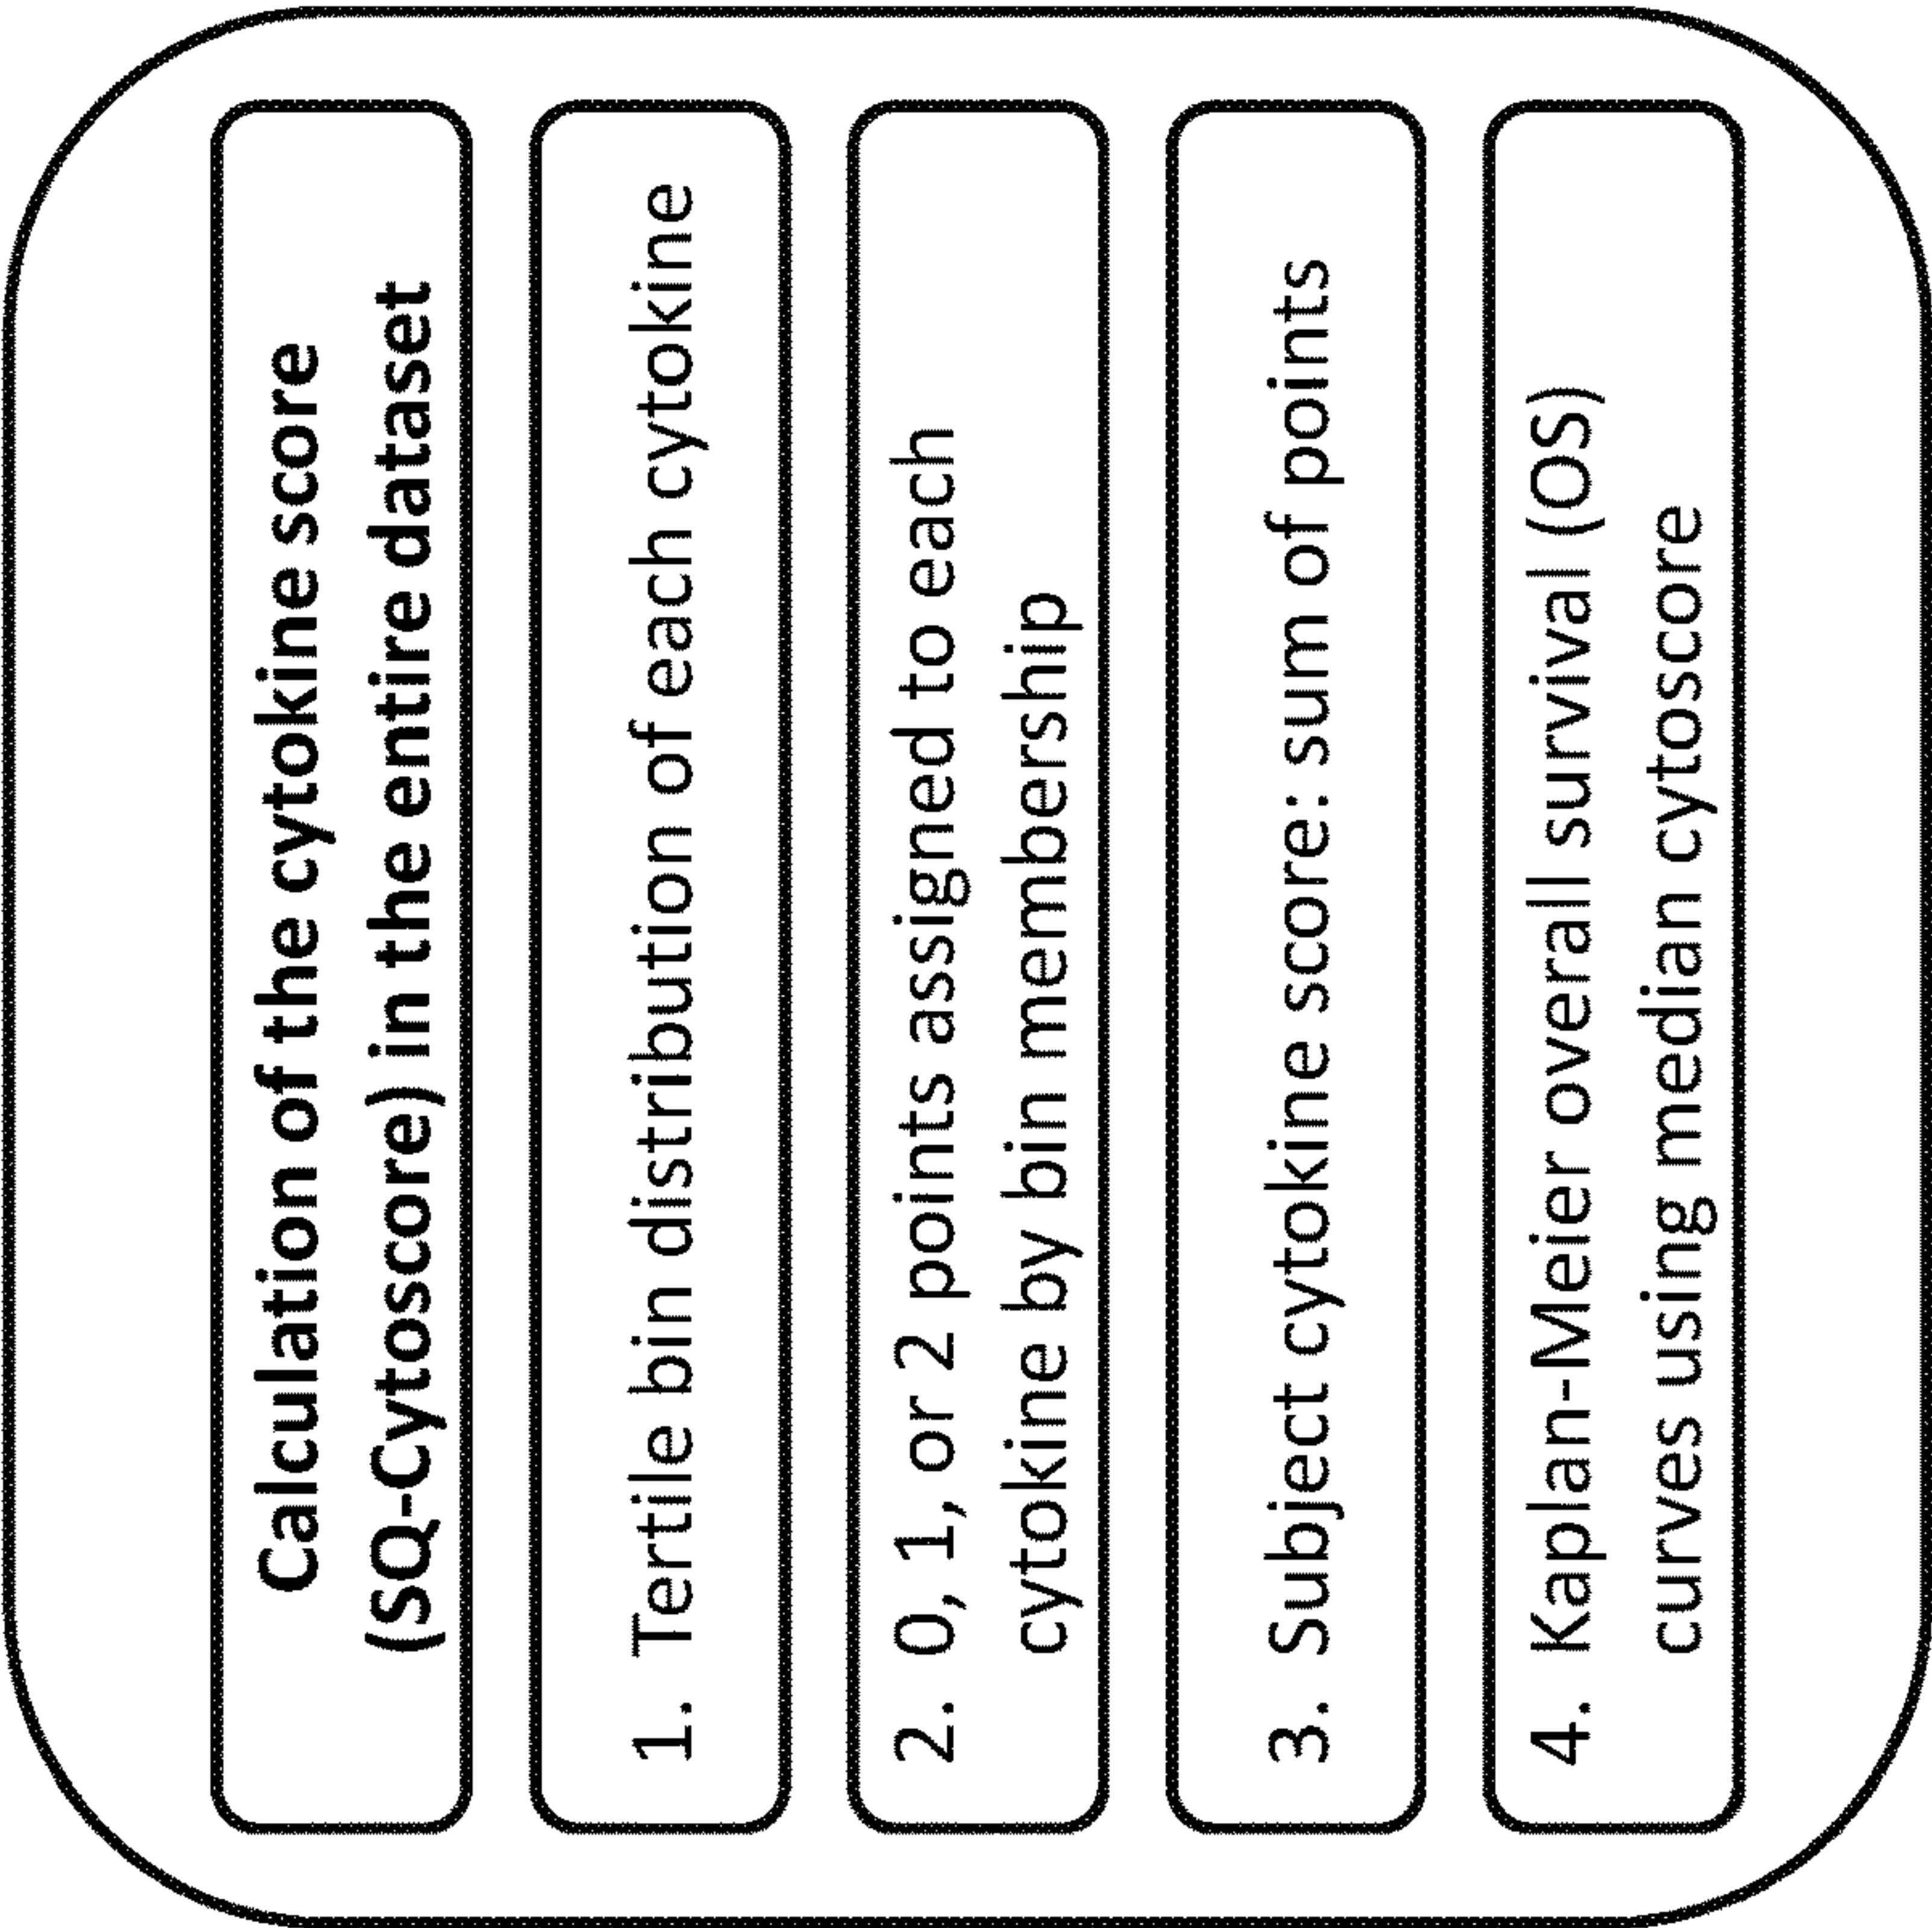 Calculation of the cytokine score
(SQ-Cytoscore) in the entire dataset
1. Tertile bin distribution of each cytokine
2. 0, 1, or 2 points assigned to each
cytokine by bin membership
3. Subject cytokine score: sum of points
4. Kaplan-Meier overall survival (OS)
curves using median cytoscore